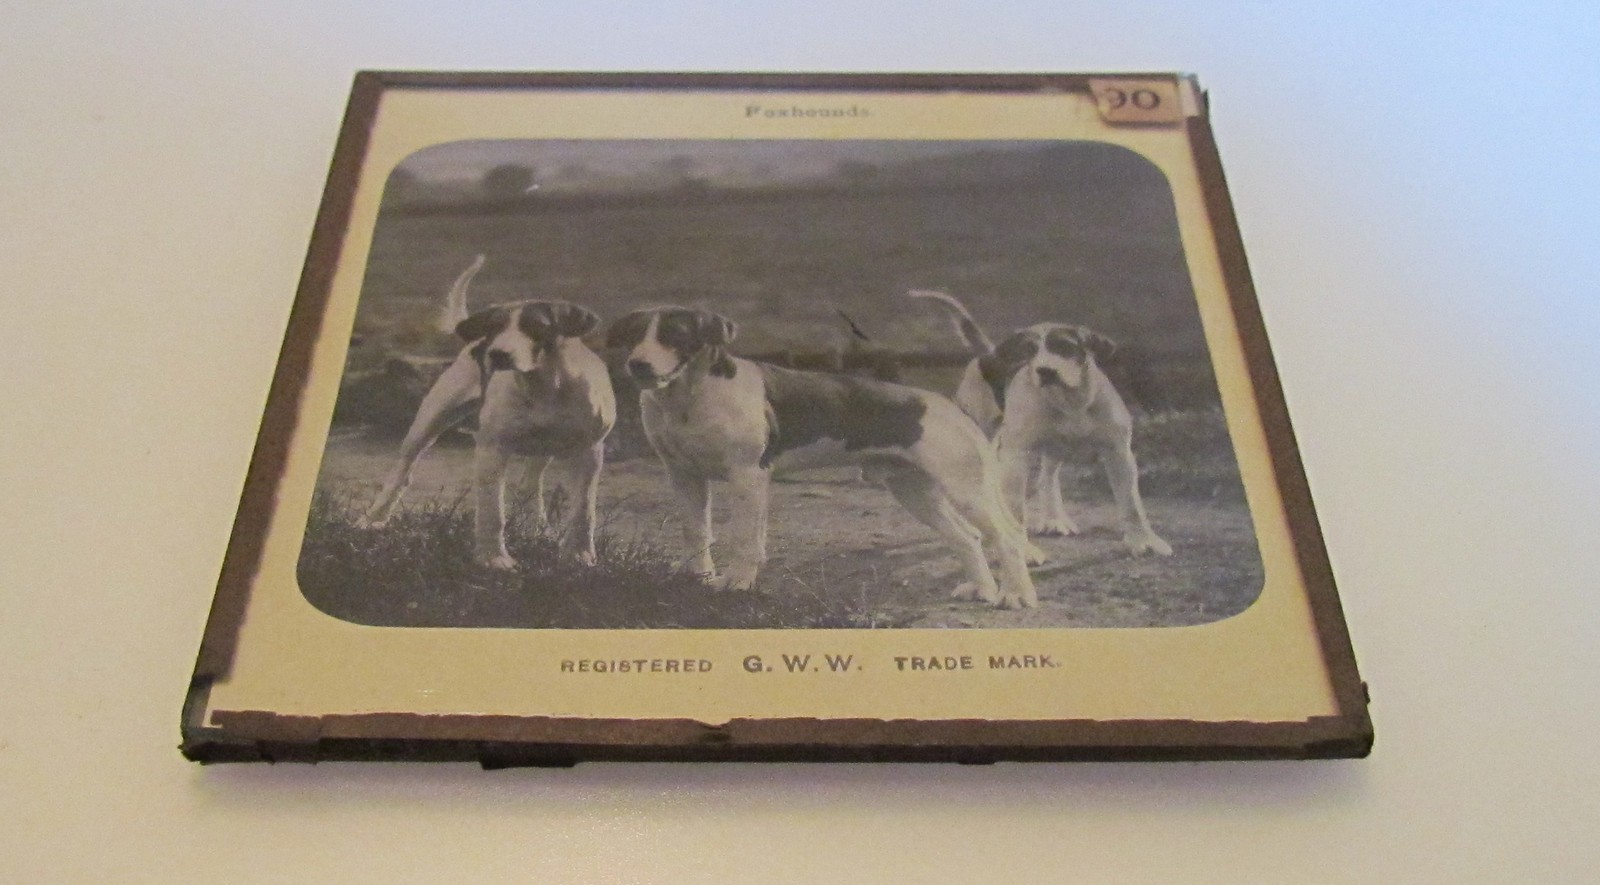 Foxhounds.
90
REGISTERED G. W. W. TRADE MARK.